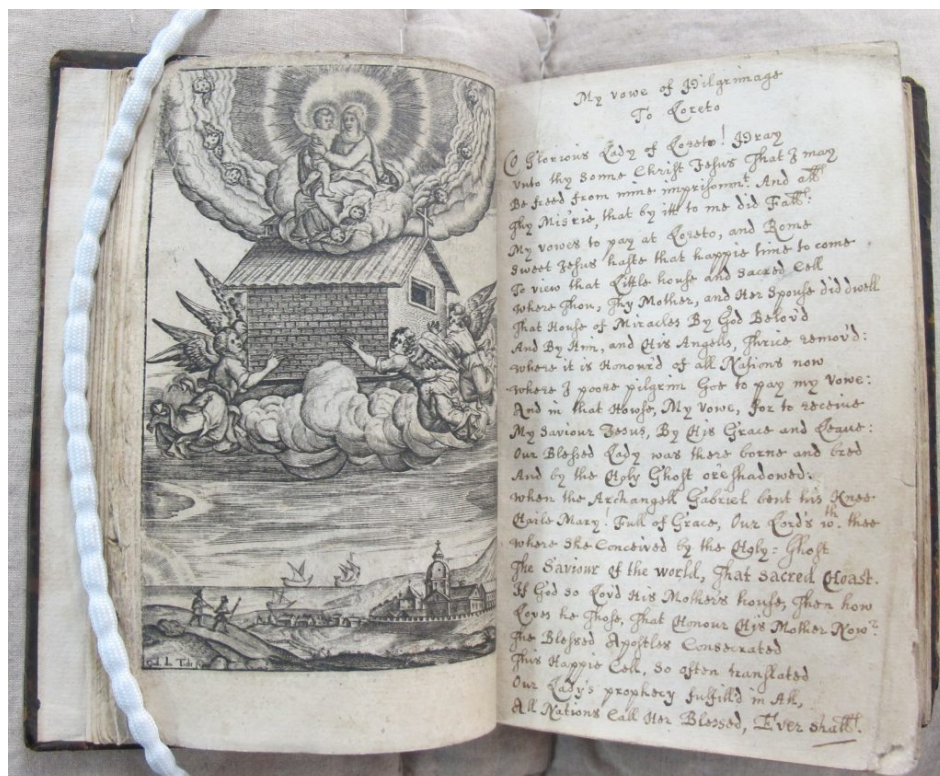 My vowe of Pilgrimage
To Loreto
O Glorious Lady of Loreto! Pray
Unto thy Sonne Christ Jesus That I may
Be freed from mine imprisonmt: And all
Thy Mis'rie, that by itt to me did Fall:
My vowes to pay at Loreto, and Rome
Sweet Jesus haste that happie time to come
To view that Little house and Sacred Cell
Where Thou, Thy Mother, and Her Spouse did dwell
That House of Miracles By God Belov'd
And By Him, and His Angells, Thrice remov'd:
Where it is Honour'd of all Nations now
Where I poore pilgrim Goe to pay my Vowe:
And in that Howse, My Vowe, for to receive
My Saviour Jesus, By His Grace and Leave:
Our Blessed Lady was there borne and bred
And by the Holy Ghost oreshadowed:
When the Archangell Gabriel bent his Knee
Haile Mary! Full of Grace, Our Lord's wth. thee
Where She Conceived by the Holy=Ghost
The Saviour of the world, That sacred Hoast.
If God so Lov'd His Mother's house, Then how
Loves he Those, That Honour His Mother Now?
The Blessed Apostles Consecrated
This Happie Cell, so often translated
Our Lady's prophecy fulfill'd in All,
All Nations Call Her Blessed, Ever shall.